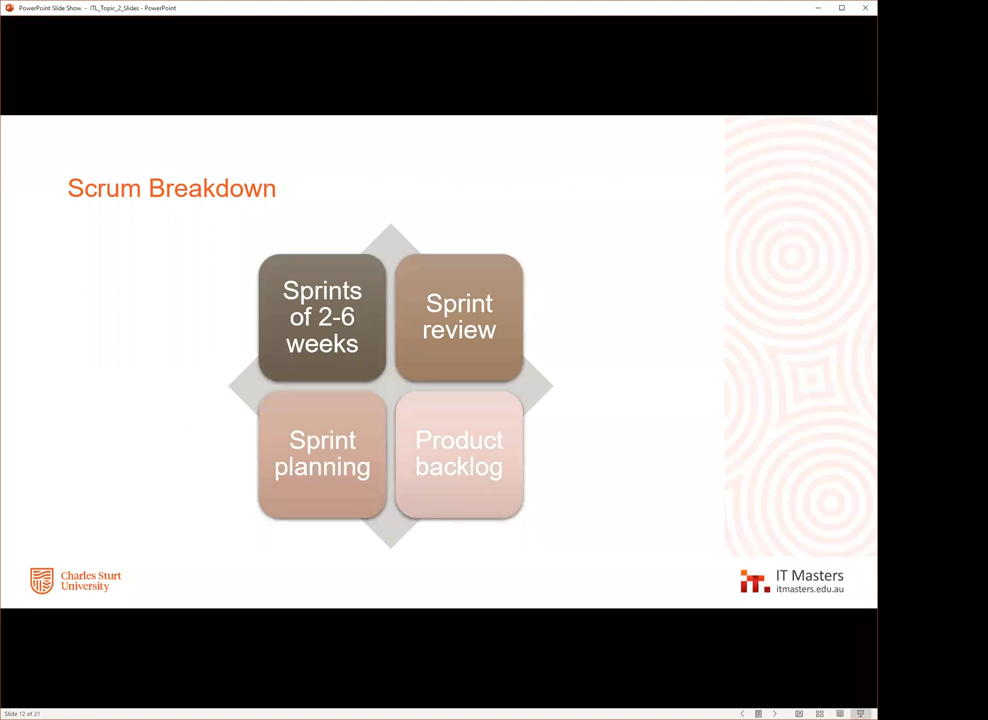 PowerPoint Slide Show - ITL_Topic_2_Slides - PowerPoint
Scrum Breakdown
Sprints
of 2-6
weeks
Sprint
review
Sprint
planning
Product
backlog
Charles Sturt
University
IT Masters
itmasters.edu.au
Slide 12 of 21